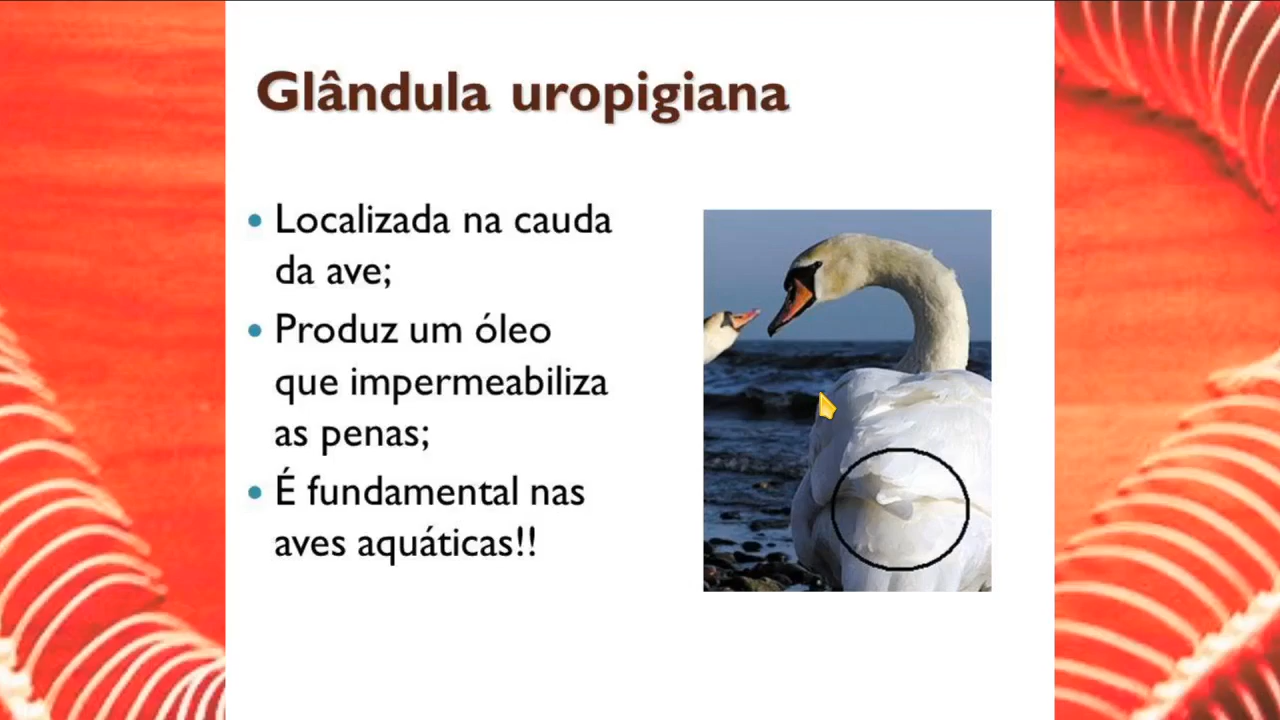 Glândula uropigiana
• Localizada na cauda
da ave;
• Produz um óleo
que impermeabiliza
as penas;
• É fundamental nas
aves aquáticas!!